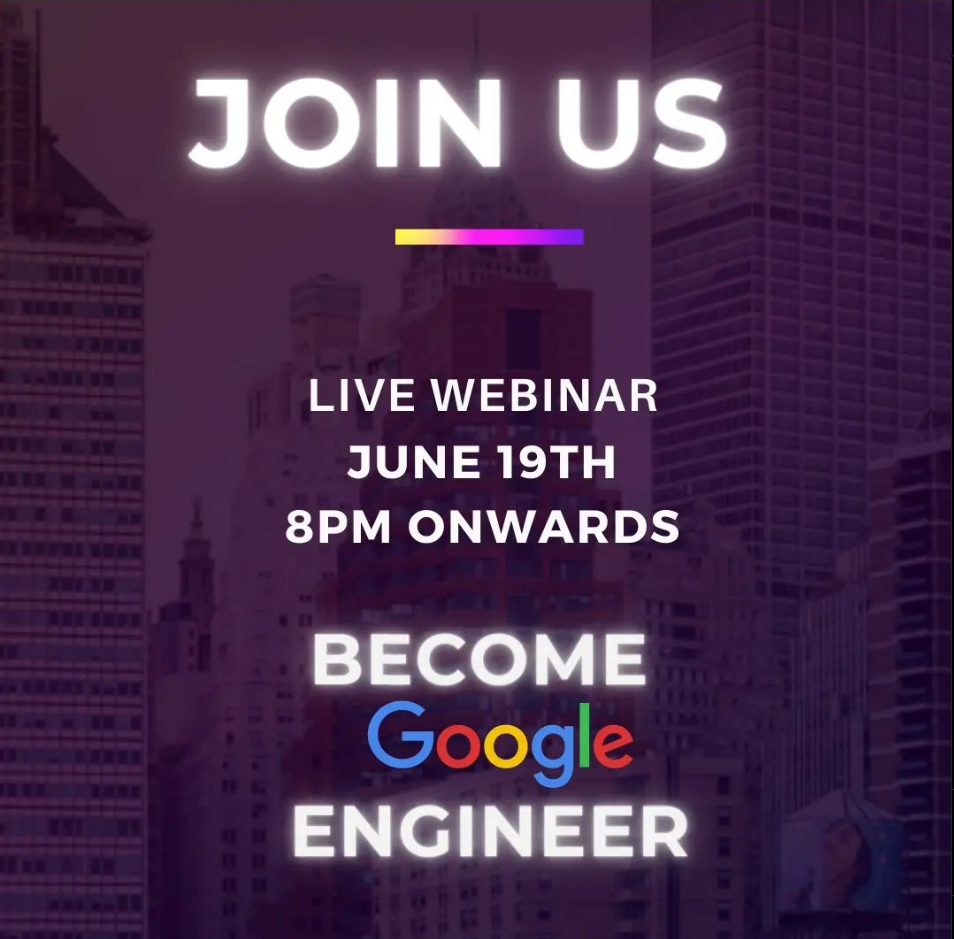 JOIN US
LIVE WEBINAR
JUNE 19TH
8PM ONWARDS
BECOME
Google
ENGINEER